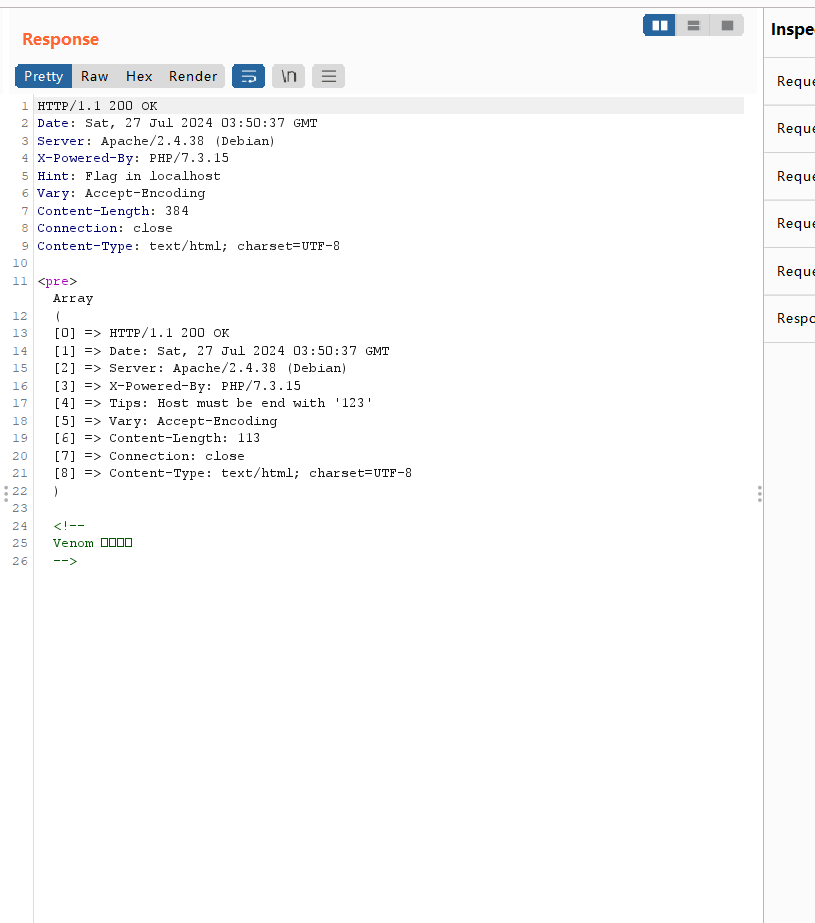 Response
Inspe
Pretty Raw Hex Render \n
Reque
Reque
Reque
Reque
Reque
Respo
1 HTTP/1.1 200 OK
2 Date: Sat, 27 Jul 2024 03:50:37 GMT
3 Server: Apache/2.4.38 (Debian)
4 X-Powered-By: PHP/7.3.15
5 Hint: Flag in localhost
6 Vary: Accept-Encoding
7 Content-Length: 384
8 Connection: close
9 Content-Type: text/html; charset=UTF-8
10
11 <pre>
Array
12 (
13 [0] => HTTP/1.1 200 OK
14 [1] => Date: Sat, 27 Jul 2024 03:50:37 GMT
15 [2] => Server: Apache/2.4.38 (Debian)
16 [3] => X-Powered-By: PHP/7.3.15
17 [4] => Tips: Host must be end with '123'
18 [5] => Vary: Accept-Encoding
19 [6] => Content-Length: 113
20 [7] => Connection: close
21 [8] => Content-Type: text/html; charset=UTF-8
22 )
23
24 <!--
25 Venom □□□□
26 -->